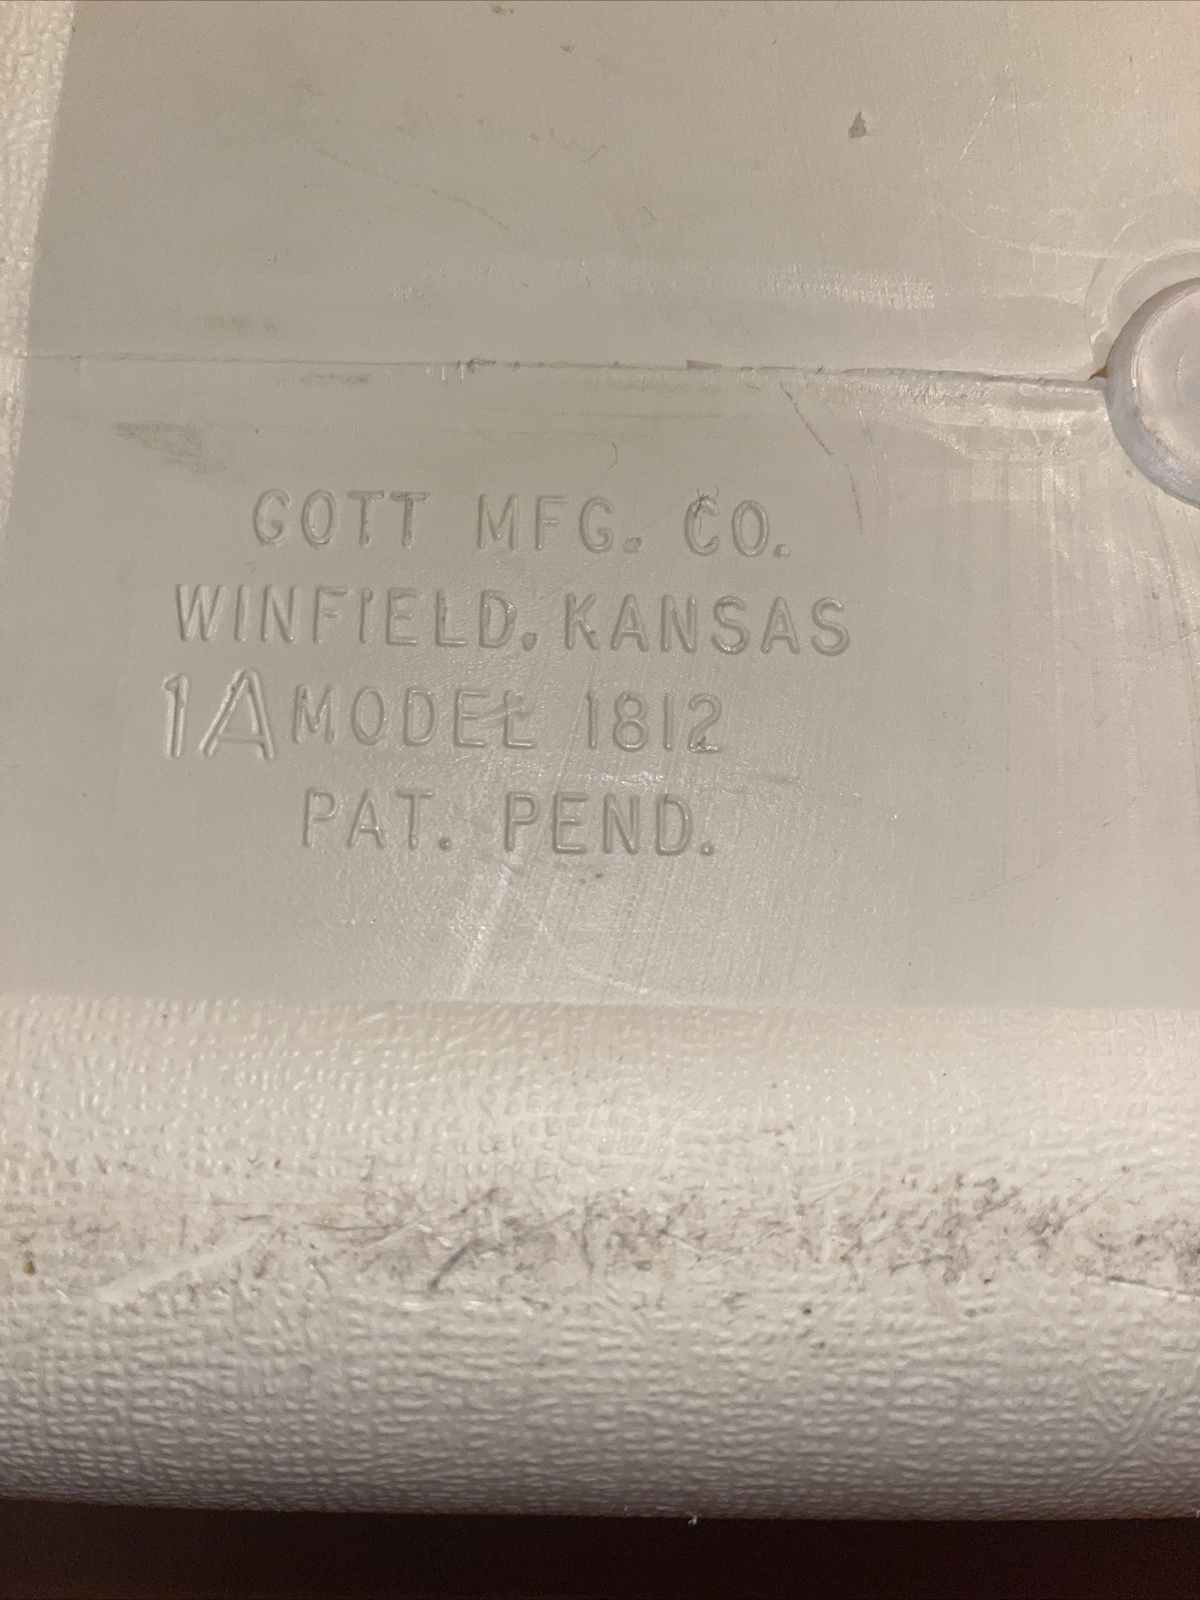 GOTT MFG. CO.
WINFIELD, KANSAS
1A MODEL 1812
PAT. PEND.